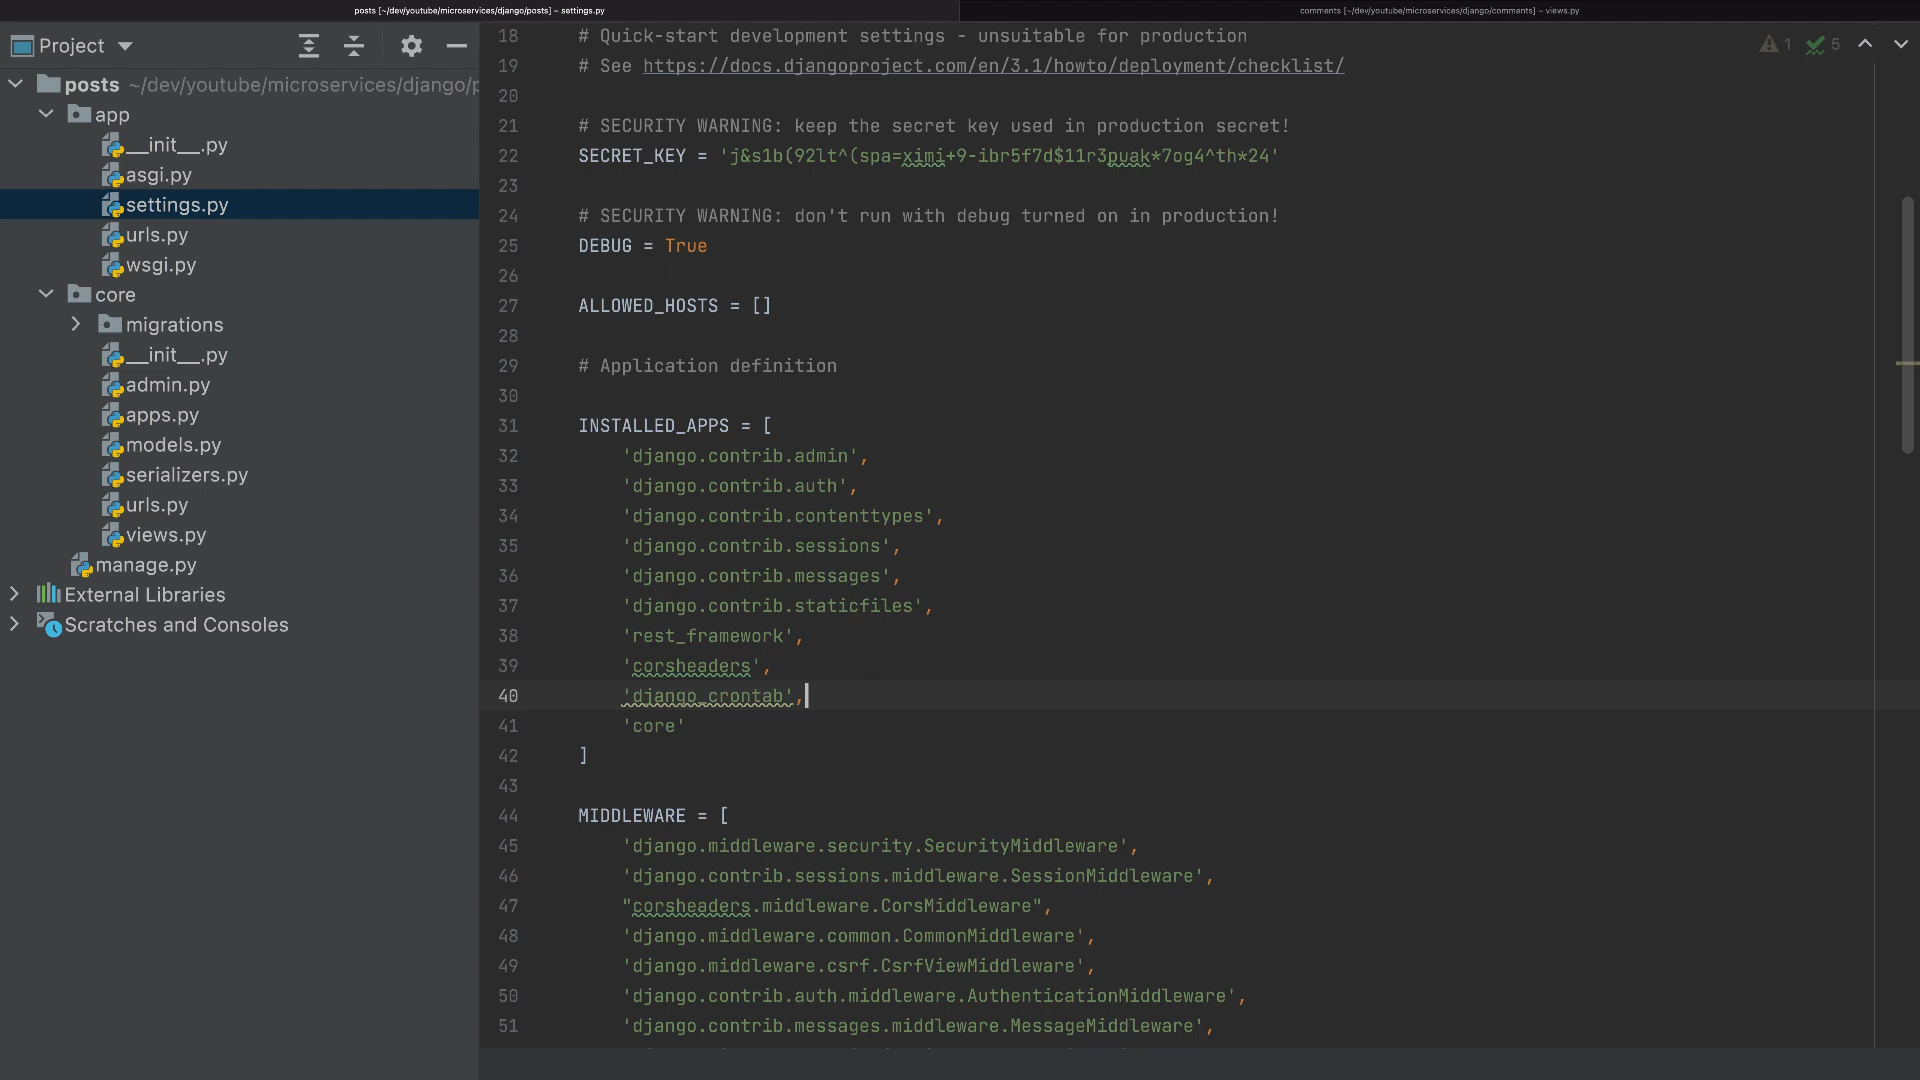 posts [~/dev/youtube/microservices/django/posts] – settings.py
comments [~/dev/youtube/microservices/django/comments] – views.py
Project
posts ~/dev/youtube/microservices/django/p
app
__init__.py
asgi.py
settings.py
urls.py
wsgi.py
core
migrations
__init__.py
admin.py
apps.py
models.py
serializers.py
urls.py
views.py
manage.py
External Libraries
Scratches and Consoles
1 5
18 # Quick-start development settings - unsuitable for production
19 # See https://docs.djangoproject.com/en/3.1/howto/deployment/checklist/
20
21 # SECURITY WARNING: keep the secret key used in production secret!
22 SECRET_KEY = 'j&s1b(92lt^(spa=ximi+9-ibr5f7d$11r3puak*7og4^th*24'
23
24 # SECURITY WARNING: don't run with debug turned on in production!
25 DEBUG = True
26
27 ALLOWED_HOSTS = []
28
29 # Application definition
30
31 INSTALLED_APPS = [
32 'django.contrib.admin',
33 'django.contrib.auth',
34 'django.contrib.contenttypes',
35 'django.contrib.sessions',
36 'django.contrib.messages',
37 'django.contrib.staticfiles',
38 'rest_framework',
39 'corsheaders',
40 'django_crontab',
41 'core'
42 ]
43
44 MIDDLEWARE = [
45 'django.middleware.security.SecurityMiddleware',
46 'django.contrib.sessions.middleware.SessionMiddleware',
47 "corsheaders.middleware.CorsMiddleware",
48 'django.middleware.common.CommonMiddleware',
49 'django.middleware.csrf.CsrfViewMiddleware',
50 'django.contrib.auth.middleware.AuthenticationMiddleware',
51 'django.contrib.messages.middleware.MessageMiddleware',